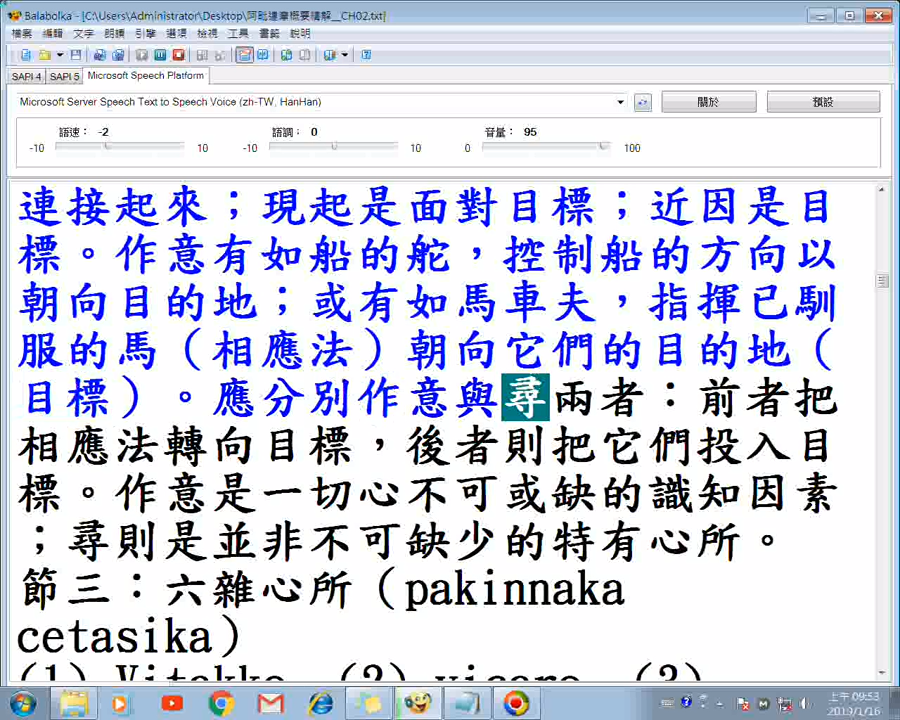 Balabolka - [C:\Users\Administrator\Desktop\阿毗達摩概要精解__CH02.txt]
檔案 編輯 文字 朗讀 引擎 選項 檢視 工具 書籤 說明
SAPI 4 SAPI 5 Microsoft Speech Platform
Microsoft Server Speech Text to Speech Voice (zh-TW, HanHan) 關於 預設
語速： -2 語調： 0 音量： 95
-10 10 -10 10 0 100
連接起來；現起是面對目標；近因是目
標。作意有如船的舵，控制船的方向以
朝向目的地；或有如馬車夫，指揮已馴
服的馬（相應法）朝向它們的目的地（
目標）。應分別作意與尋兩者：前者把
相應法轉向目標，後者則把它們投入目
標。作意是一切心不可或缺的識知因素
；尋則是並非不可缺少的特有心所。
節三：六雜心所（pakinnaka
cetasika）
(1) Vitakko, (2) vicaro, (3)
上午 09:53
2019/1/16